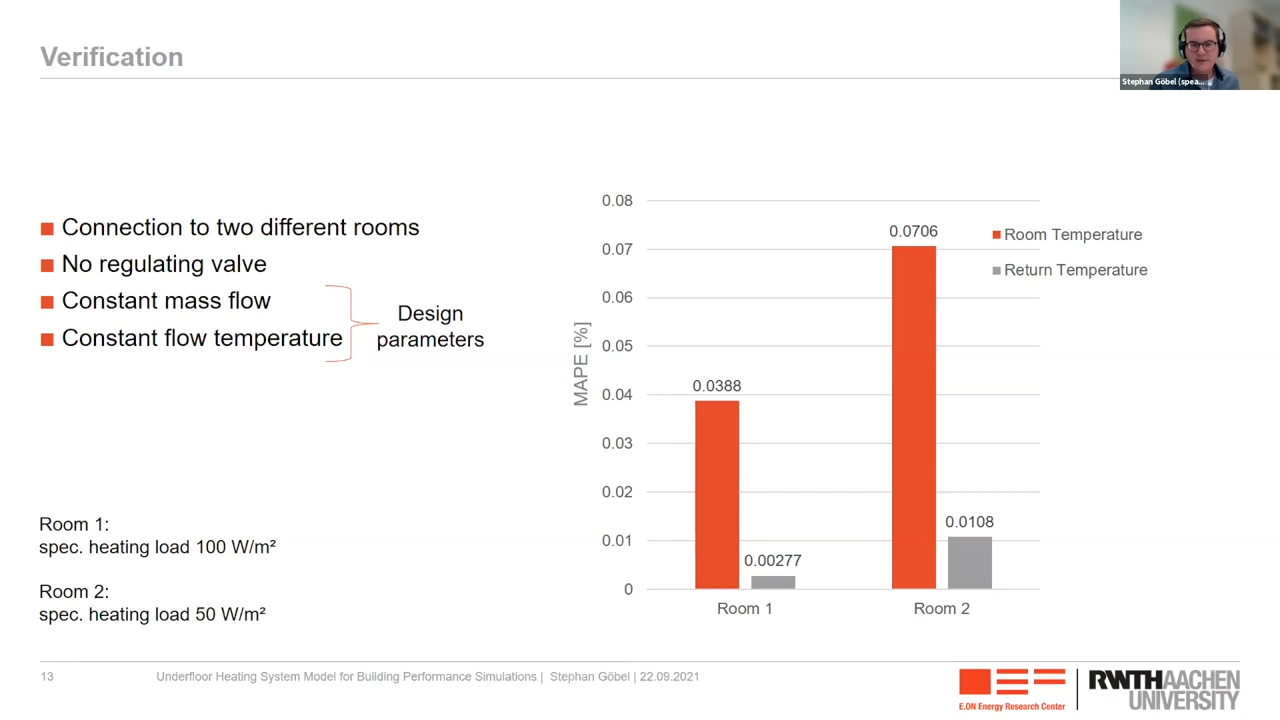 Verification
Stephan Göbel (spea...
Connection to two different rooms
No regulating valve
Constant mass flow
Constant flow temperature
Design
parameters
Room 1:
spec. heating load 100 W/m²
Room 2:
spec. heating load 50 W/m²
MAPE [%]
0.08
0.07
0.06
0.05
0.04
0.03
0.02
0.01
0
0.0388
0.00277
0.0706
0.0108
Room 1
Room 2
Room Temperature
Return Temperature
13
Underfloor Heating System Model for Building Performance Simulations | Stephan Göbel | 22.09.2021
E.ON Energy Research Center
RWTHAACHEN
UNIVERSITY